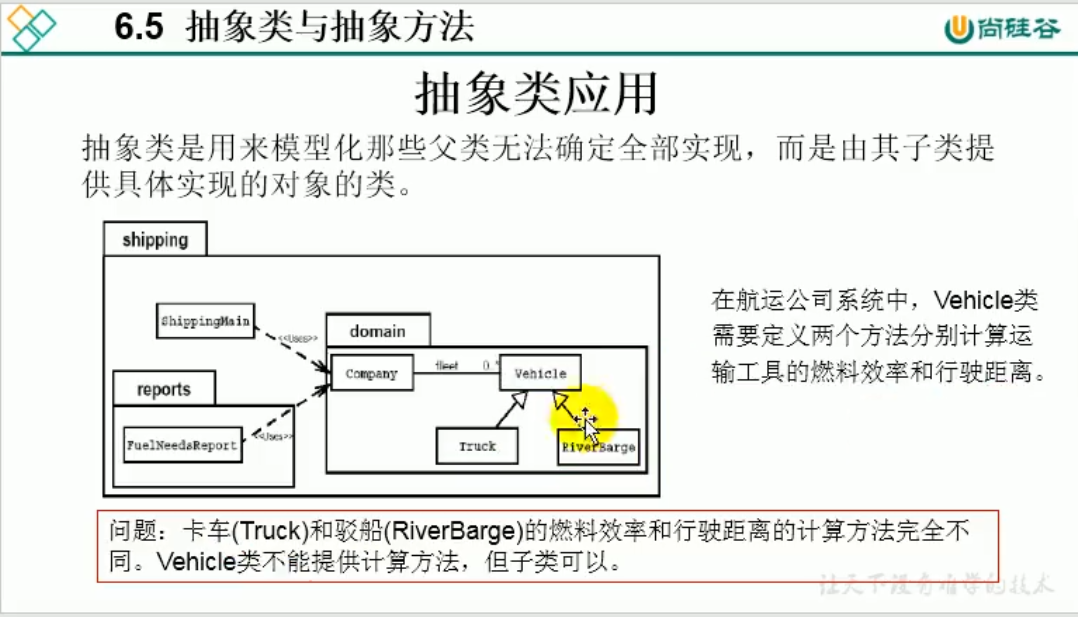 6.5 抽象类与抽象方法
尚硅谷
抽象类应用
抽象类是用来模型化那些父类无法确定全部实现，而是由其子类提
供具体实现的对象的类。
shipping
ShippingMain
<<Uses>>
domain
Company
fleet
0..*
Vehicle
reports
FuelNeedsReport
<<Uses>>
Truck
RiverBarge
在航运公司系统中，Vehicle类
需要定义两个方法分别计算运
输工具的燃料效率和行驶距离。
问题：卡车(Truck)和驳船(RiverBarge)的燃料效率和行驶距离的计算方法完全不
同。Vehicle类不能提供计算方法，但子类可以。
让天下没有难学的技术